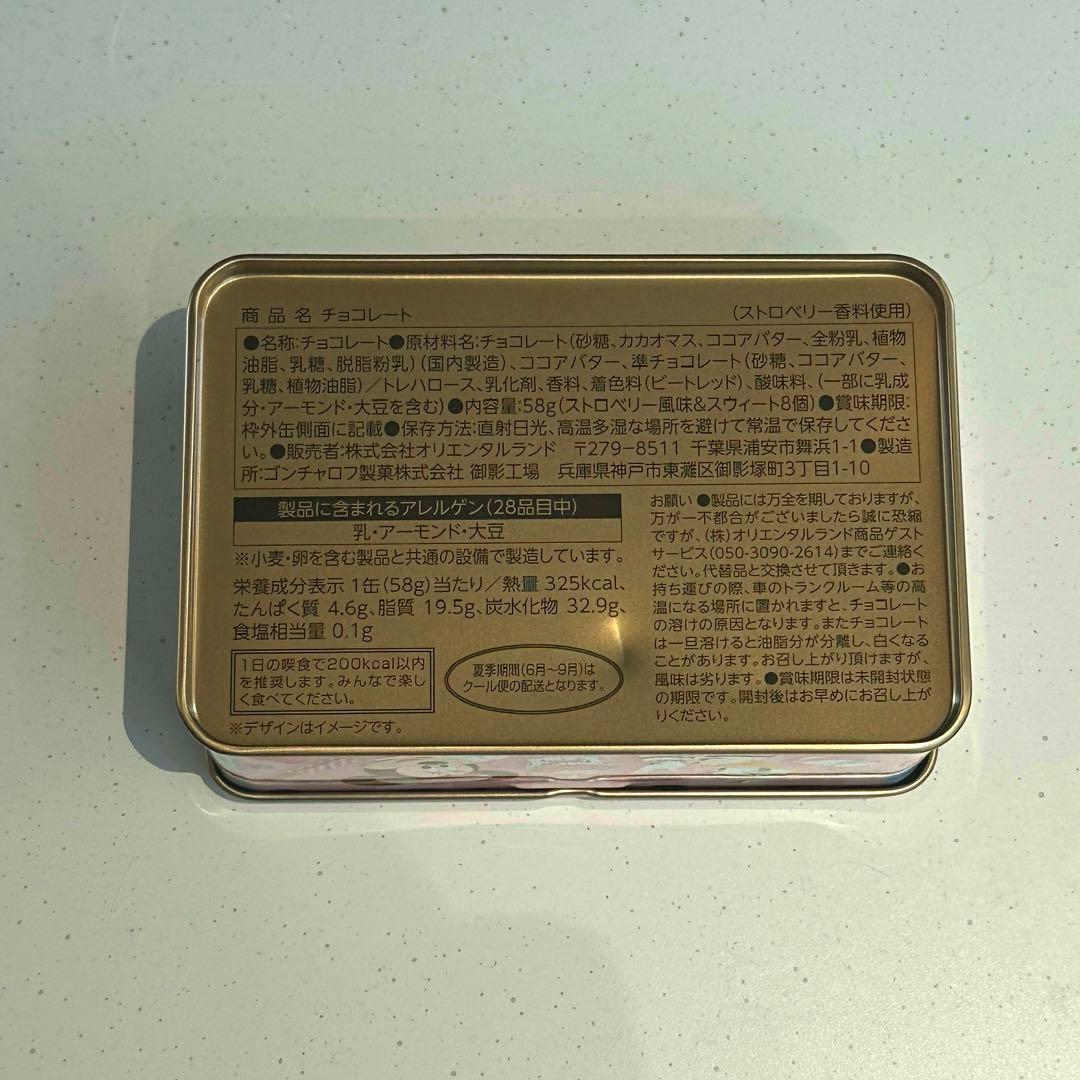 商品名 チョコレート (ストロベリー香料使用)
●名称:チョコレート●原材料名:チョコレート(砂糖、カカオマス、ココアバター、全粉乳、植物
油脂、乳糖、脱脂粉乳)(国内製造)、ココアバター、準チョコレート(砂糖、ココアバター、
乳糖、植物油脂)/トレハロース、乳化剤、香料、着色料(ビートレッド)、酸味料、(一部に乳成
分・アーモンド・大豆を含む)●内容量:58g(ストロベリー風味&スウィート8個)●賞味期限:
枠外缶側面に記載●保存方法:直射日光、高温多湿な場所を避けて常温で保存してくださ
い。●販売者:株式会社オリエンタルランド 〒279-8511 千葉県浦安市舞浜1-1●製造
所:ゴンチャロフ製菓株式会社 御影工場 兵庫県神戸市東灘区御影塚町3丁目1-10
製品に含まれるアレルゲン(28品目中)
乳・アーモンド・大豆
※小麦・卵を含む製品と共通の設備で製造しています。
栄養成分表示 1缶(58g)当たり/熱量 325kcal、
たんぱく質 4.6g、脂質 19.5g、炭水化物 32.9g、
食塩相当量 0.1g
1日の喫食で200kcal以内
を推奨します。みんなで楽し
く食べてください。
夏季期間(6月〜9月)は
クール便の配送となります。
※デザインはイメージです。
お願い ●製品には万全を期しておりますが、
万が一不都合がございましたら誠に恐縮
ですが、(株)オリエンタルランド商品ゲスト
サービス(050-3090-2614)までご連絡く
ださい。代替品と交換させて頂きます。●お
持ち運びの際、車のトランクルーム等の高
温になる場所に置かれますと、チョコレート
の溶けの原因となります。またチョコレート
は一旦溶けると油脂分が分離し、白くなる
ことがあります。お召し上がり頂けますが、
風味は劣ります。●賞味期限は未開封状態
の期限です。開封後はお早めにお召し上が
りください。